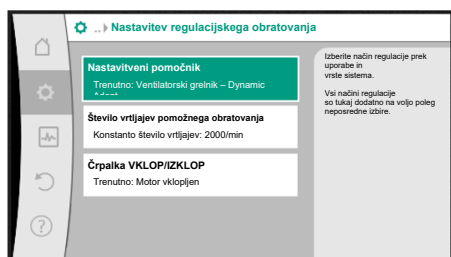 ..▸ Nastavitev regulacijskega obratovanja
Nastavitveni pomočnik
Trenutno: Ventilatorski grelnik – Dynamic
Adapt
Število vrtljajev pomožnega obratovanja
Konstanto število vrtljajev: 2000/min
Črpalka VKLOP/IZKLOP
Trenutno: Motor vklopljen
Izberite način regulacije prek
uporabe in
vrste sistema.
Vsi načini regulacije
so tukaj dodatno na voljo poleg
neposredne izbire.
?